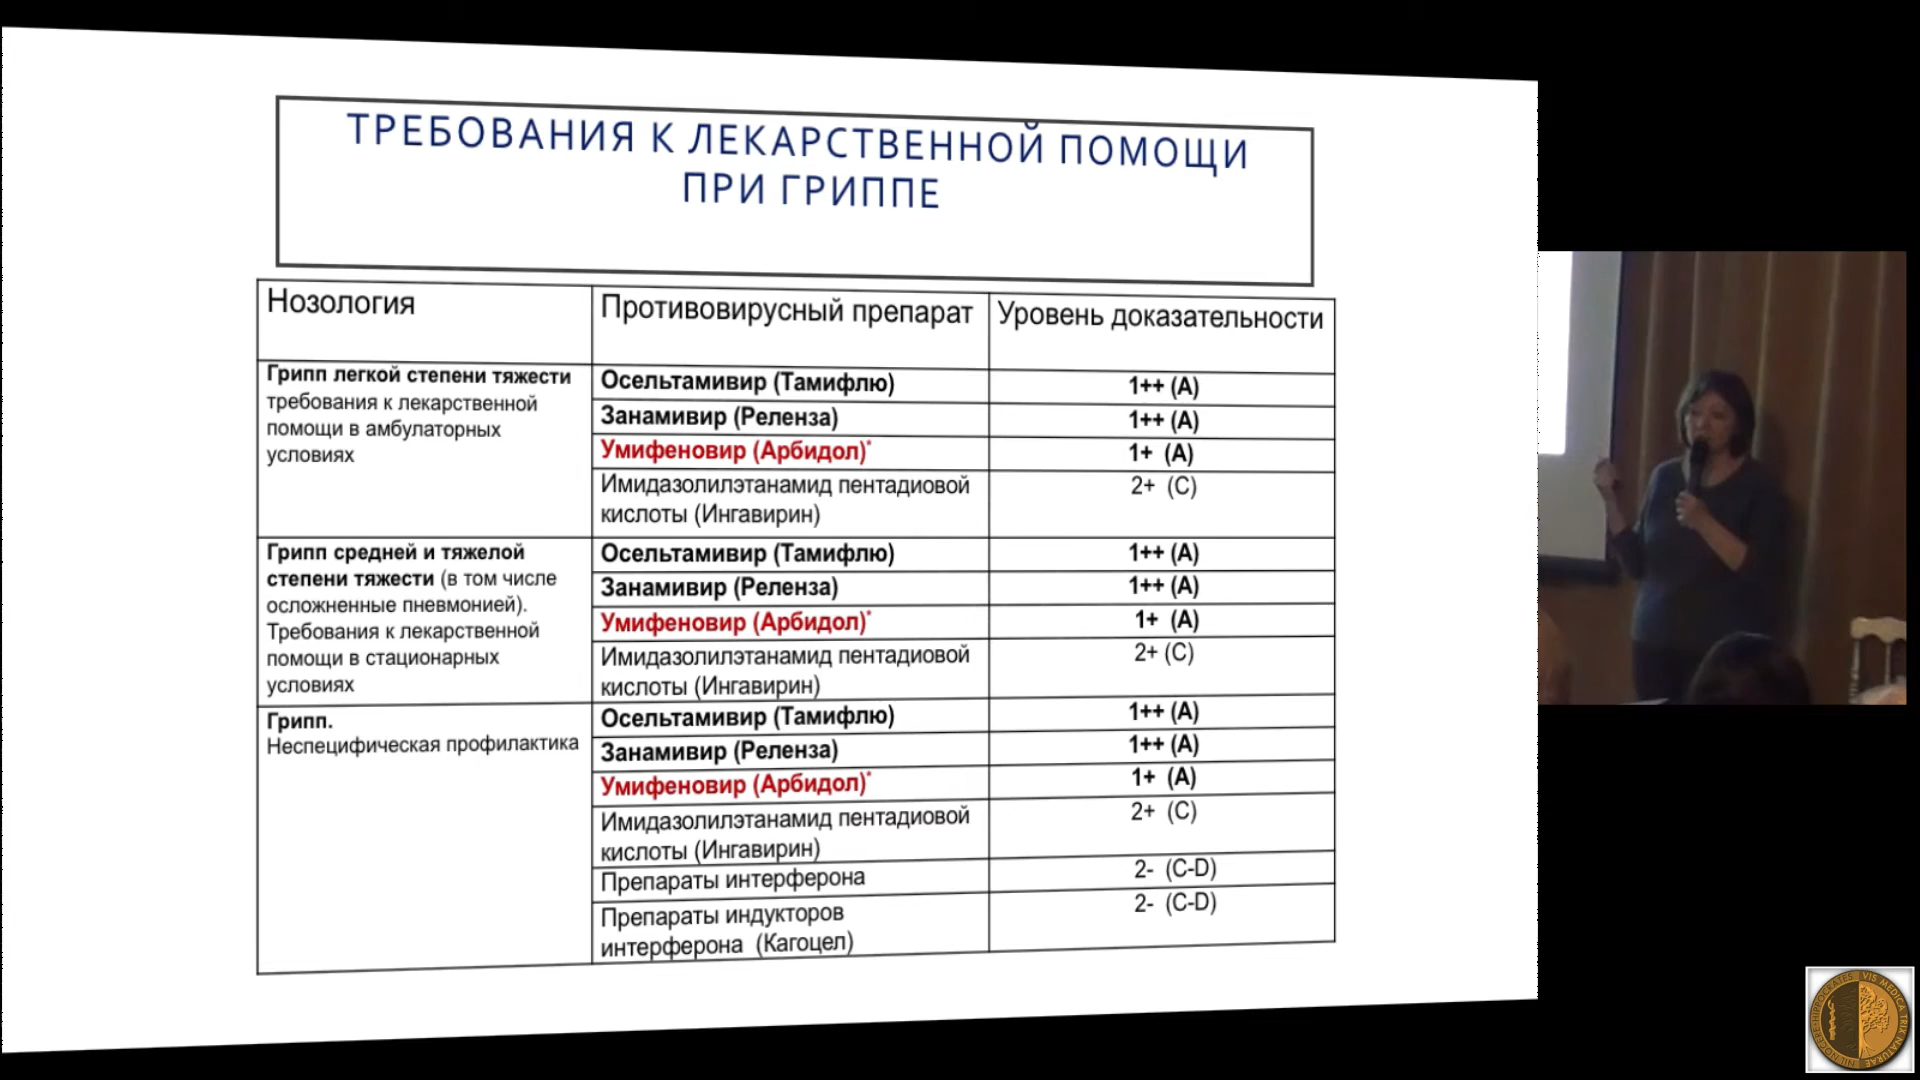 ТРЕБОВАНИЯ К ЛЕКАРСТВЕННОЙ ПОМОЩИ
ПРИ ГРИППЕ
Нозология
Противовирусный препарат
Уровень доказательности
Грипп легкой степени тяжести
требования к лекарственной
помощи в амбулаторных
условиях
Осельтамивир (Тамифлю)
1++ (А)
Занамивир (Реленза)
1++ (А)
Умифеновир (Арбидол)*
1+ (А)
Имидазолилэтанамид пентадиовой
кислоты (Ингавирин)
2+ (С)
Грипп средней и тяжелой
степени тяжести (в том числе
осложненные пневмонией).
Требования к лекарственной
помощи в стационарных
условиях
Осельтамивир (Тамифлю)
1++ (А)
Занамивир (Реленза)
1++ (А)
Умифеновир (Арбидол)*
1+ (А)
Имидазолилэтанамид пентадиовой
кислоты (Ингавирин)
2+ (С)
Грипп.
Неспецифическая профилактика
Осельтамивир (Тамифлю)
1++ (А)
Занамивир (Реленза)
1++ (А)
Умифеновир (Арбидол)*
1+ (А)
Имидазолилэтанамид пентадиовой
кислоты (Ингавирин)
2+ (С)
Препараты интерферона
2- (C-D)
Препараты индукторов
интерферона (Кагоцел)
2- (C-D)
VIS MEDICATRIX NATURAE